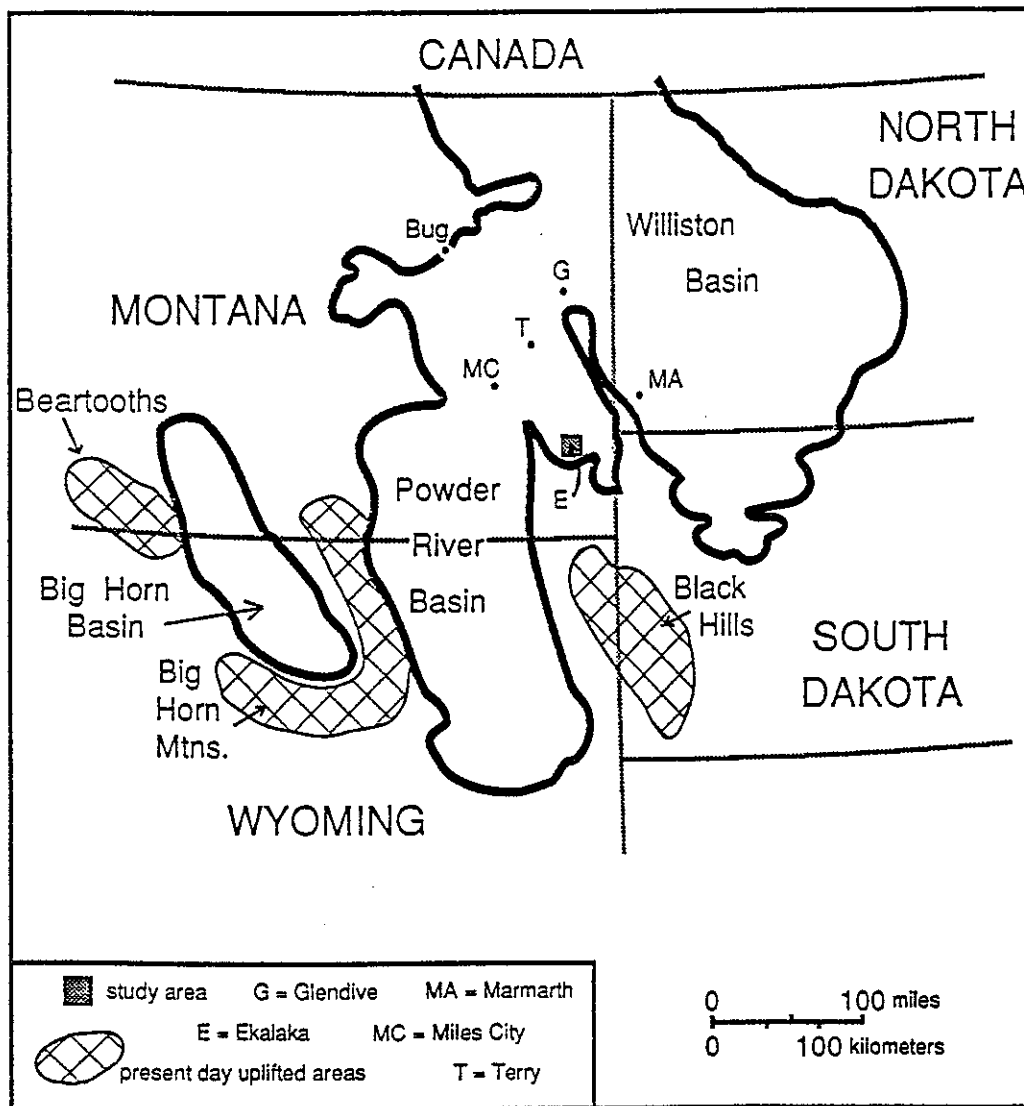 CANADA
NORTH
DAKOTA
Bug
Williston
Basin
G
MONTANA
T
MC
MA
Beartooths
Powder
River
Basin
E
Big Horn
Basin
Black
Hills
SOUTH
DAKOTA
Big
Horn
Mtns.
WYOMING
study area G = Glendive MA = Marmarth
E = Ekalaka MC = Miles City
present day uplifted areas T = Terry
0 100 miles
0 100 kilometers